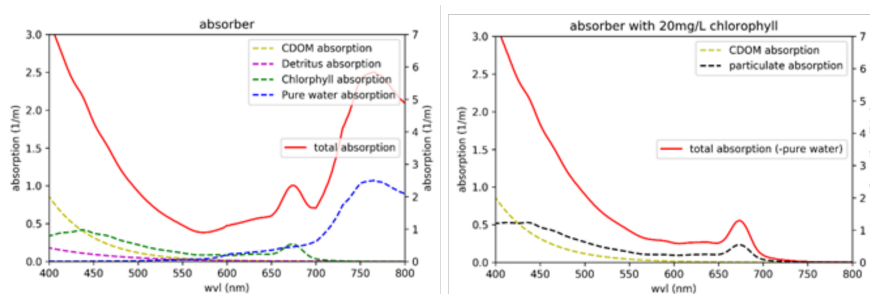 absorber
3.0
2.5
2.0
1.5
1.0
0.5
0.0
absorption (1/m)
CDOM absorption
Detritus absorption
Chlorphyll absorption
Pure water absorption
total absorption
7
6
5
4
3
2
1
0
absorption (1/m)
400 450 500 550 600 650 700 750 800
wvl (nm)
absorber with 20mg/L chlorophyll
3.0
2.5
2.0
1.5
1.0
0.5
0.0
absorption (1/m)
CDOM absorption
particulate absorption
total absorption (-pure water)
7
6
5
4
3
2
1
0
400 450 500 550 600 650 700 750 800
wvl (nm)